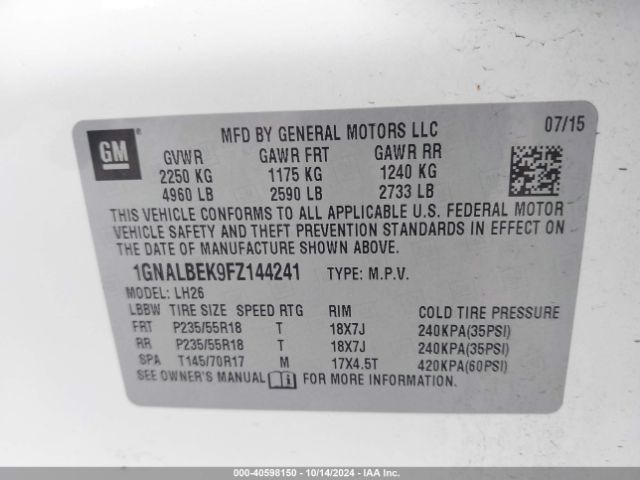 GM
MFD BY GENERAL MOTORS LLC 07/15
GVWR GAWR FRT GAWR RR
2250 KG 1175 KG 1240 KG
4960 LB 2590 LB 2733 LB
THIS VEHICLE CONFORMS TO ALL APPLICABLE U.S. FEDERAL MOTOR
VEHICLE SAFETY AND THEFT PREVENTION STANDARDS IN EFFECT ON
THE DATE OF MANUFACTURE SHOWN ABOVE.
1GNALBEK9FZ144241 TYPE: M.P.V.
MODEL: LH26
LBBW TIRE SIZE SPEED RTG RIM COLD TIRE PRESSURE
FRT P235/55R18 T 18X7J 240KPA(35PSI)
RR P235/55R18 T 18X7J 240KPA(35PSI)
SPA T145/70R17 M 17X4.5T 420KPA(60PSI)
SEE OWNER'S MANUAL i FOR MORE INFORMATION.
000-40598150 - 10/14/2024 - IAA Inc.